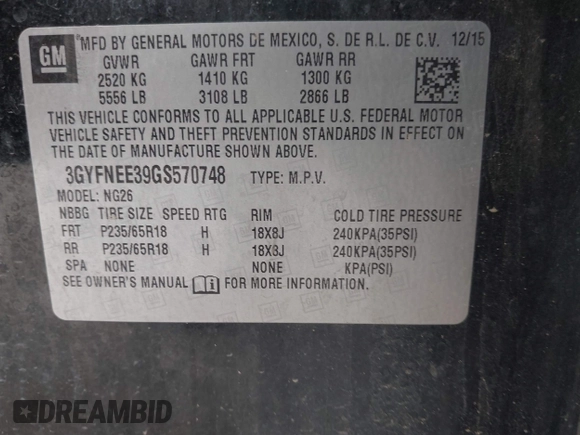 GM
MFD BY GENERAL MOTORS DE MEXICO, S. DE R.L. DE C.V. 12/15
GVWR GAWR FRT GAWR RR
2520 KG 1410 KG 1300 KG
5556 LB 3108 LB 2866 LB
THIS VEHICLE CONFORMS TO ALL APPLICABLE U.S. FEDERAL MOTOR
VEHICLE SAFETY AND THEFT PREVENTION STANDARDS IN EFFECT ON
THE DATE OF MANUFACTURE SHOWN ABOVE.
3GYFNEE39GS570748 TYPE: M.P.V.
MODEL: NG26
NBBG TIRE SIZE SPEED RTG RIM COLD TIRE PRESSURE
FRT P235/65R18 H 18X8J 240KPA(35PSI)
RR P235/65R18 H 18X8J 240KPA(35PSI)
SPA NONE NONE KPA(PSI)
SEE OWNER'S MANUAL FOR MORE INFORMATION.
DREAMBID